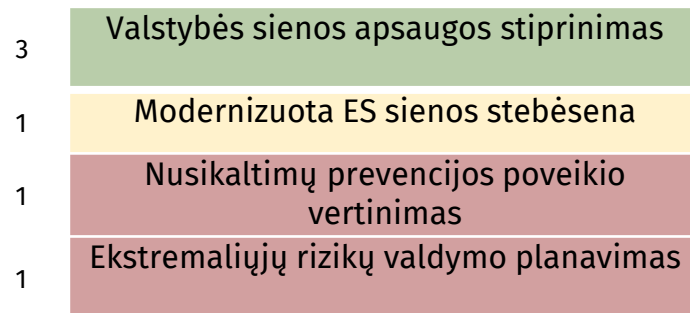 3 Valstybės sienos apsaugos stiprinimas
1 Modernizuota ES sienos stebėsena
1 Nusikaltimų prevencijos poveikio
vertinimas
1 Ekstremaliųjų rizikų valdymo planavimas